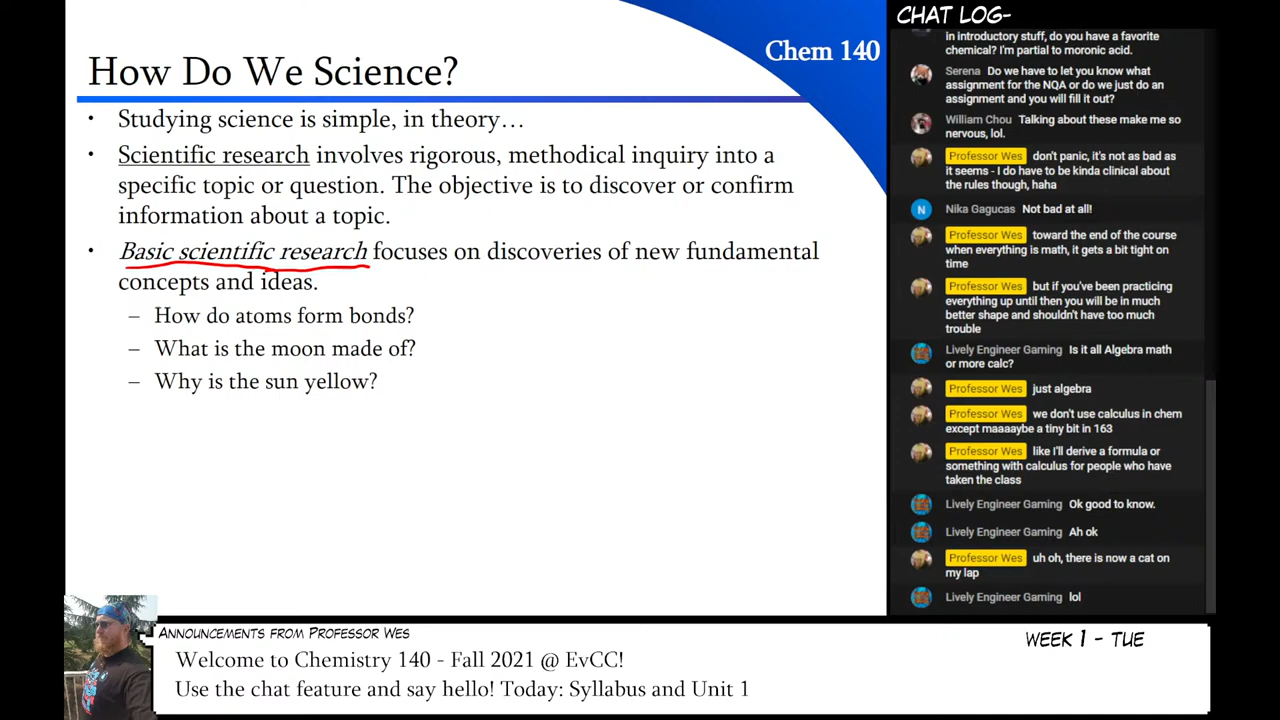 Chem 140
How Do We Science?
• Studying science is simple, in theory…
• Scientific research involves rigorous, methodical inquiry into a
specific topic or question. The objective is to discover or confirm
information about a topic.
• Basic scientific research focuses on discoveries of new fundamental
concepts and ideas.
– How do atoms form bonds?
– What is the moon made of?
– Why is the sun yellow?
CHAT LOG-
in introductory stuff, do you have a favorite
chemical? I'm partial to moronic acid.
Serena Do we have to let you know what
assignment for the NQA or do we just do an
assignment and you will fill it out?
William Chou Talking about these make me so
nervous, lol.
Professor Wes don't panic, it's not as bad as
it seems - I do have to be kinda clinical about
the rules though, haha
N Nika Gagucas Not bad at all!
Professor Wes toward the end of the course
when everything is math, it gets a bit tight on
time
Professor Wes but if you've been practicing
everything up until then you will be in much
better shape and shouldn't have too much
trouble
Lively Engineer Gaming Is it all Algebra math
or more calc?
Professor Wes just algebra
Professor Wes we don't use calculus in chem
except maaaaybe a tiny bit in 163
Professor Wes like I'll derive a formula or
something with calculus for people who have
taken the class
Lively Engineer Gaming Ok good to know.
Lively Engineer Gaming Ah ok
Professor Wes uh oh, there is now a cat on
my lap
Lively Engineer Gaming lol
Announcements from Professor Wes
WEEK 1 - TUE
Welcome to Chemistry 140 - Fall 2021 @ EvCC!
Use the chat feature and say hello! Today: Syllabus and Unit 1